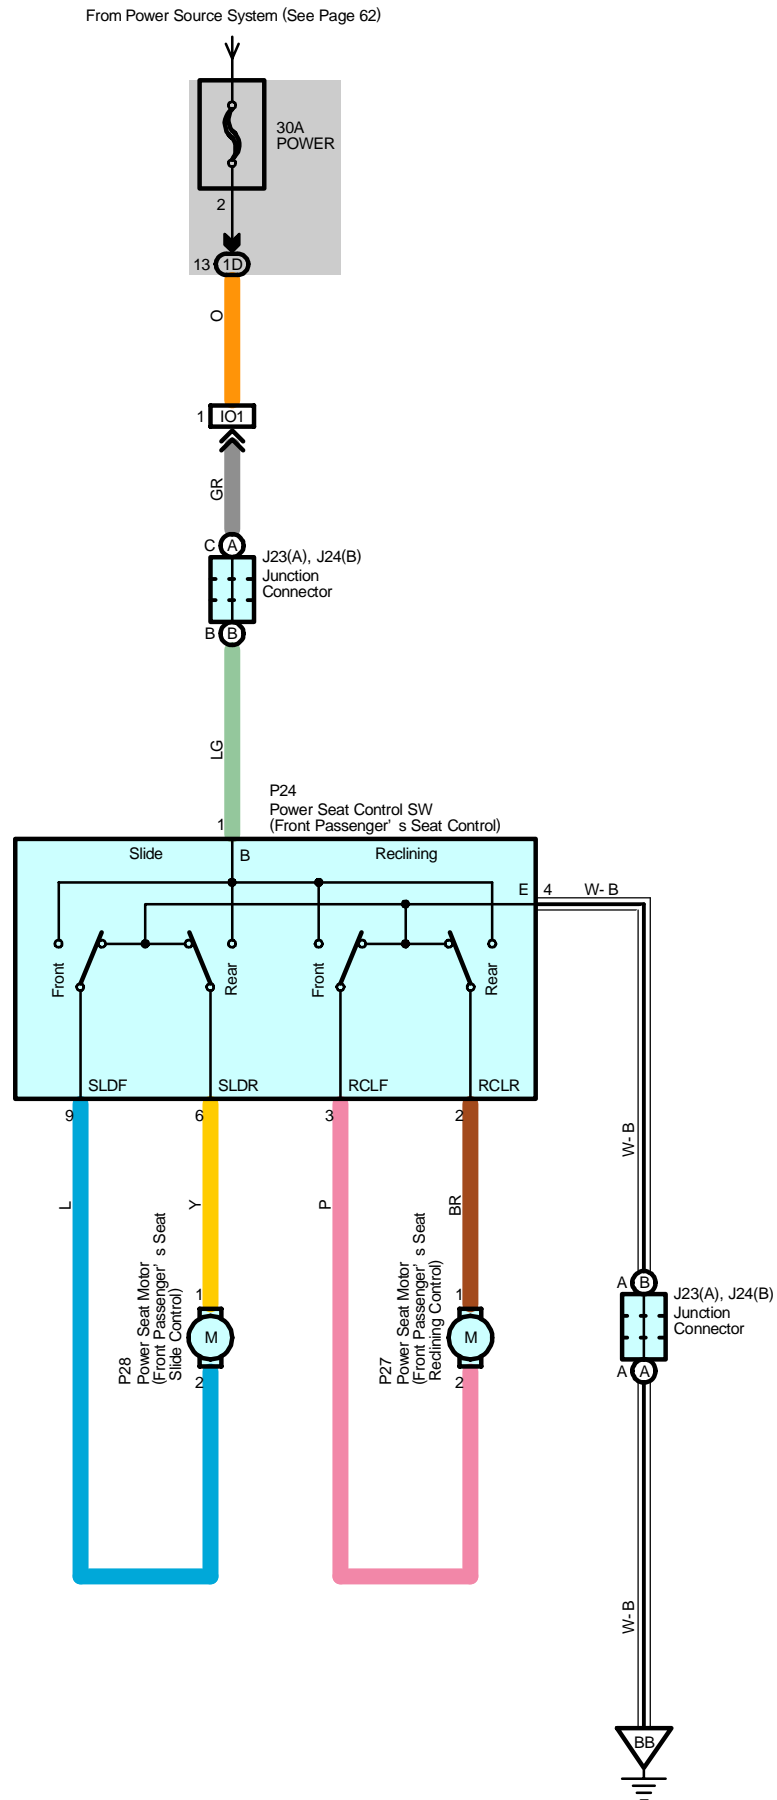 From Power Source System (See Page 62)
30A
POWER
2
13 1D
O
1 IO1
GR
C A
J23(A), J24(B)
Junction
Connector
B B
LG
P24
Power Seat Control SW
(Front Passenger' s Seat Control)
1
Slide B Reclining
E 4 W- B
Front
Rear
Front
Rear
SLDF SLDR RCLF RCLR
9 6 3 2
W- B
L
Y
P
BR
P28
Power Seat Motor
(Front Passenger' s Seat
Slide Control)
1
M
2
P27
Power Seat Motor
(Front Passenger' s Seat
Reclining Control)
1
M
2
A B
J23(A), J24(B)
Junction
Connector
A A
W- B
BB